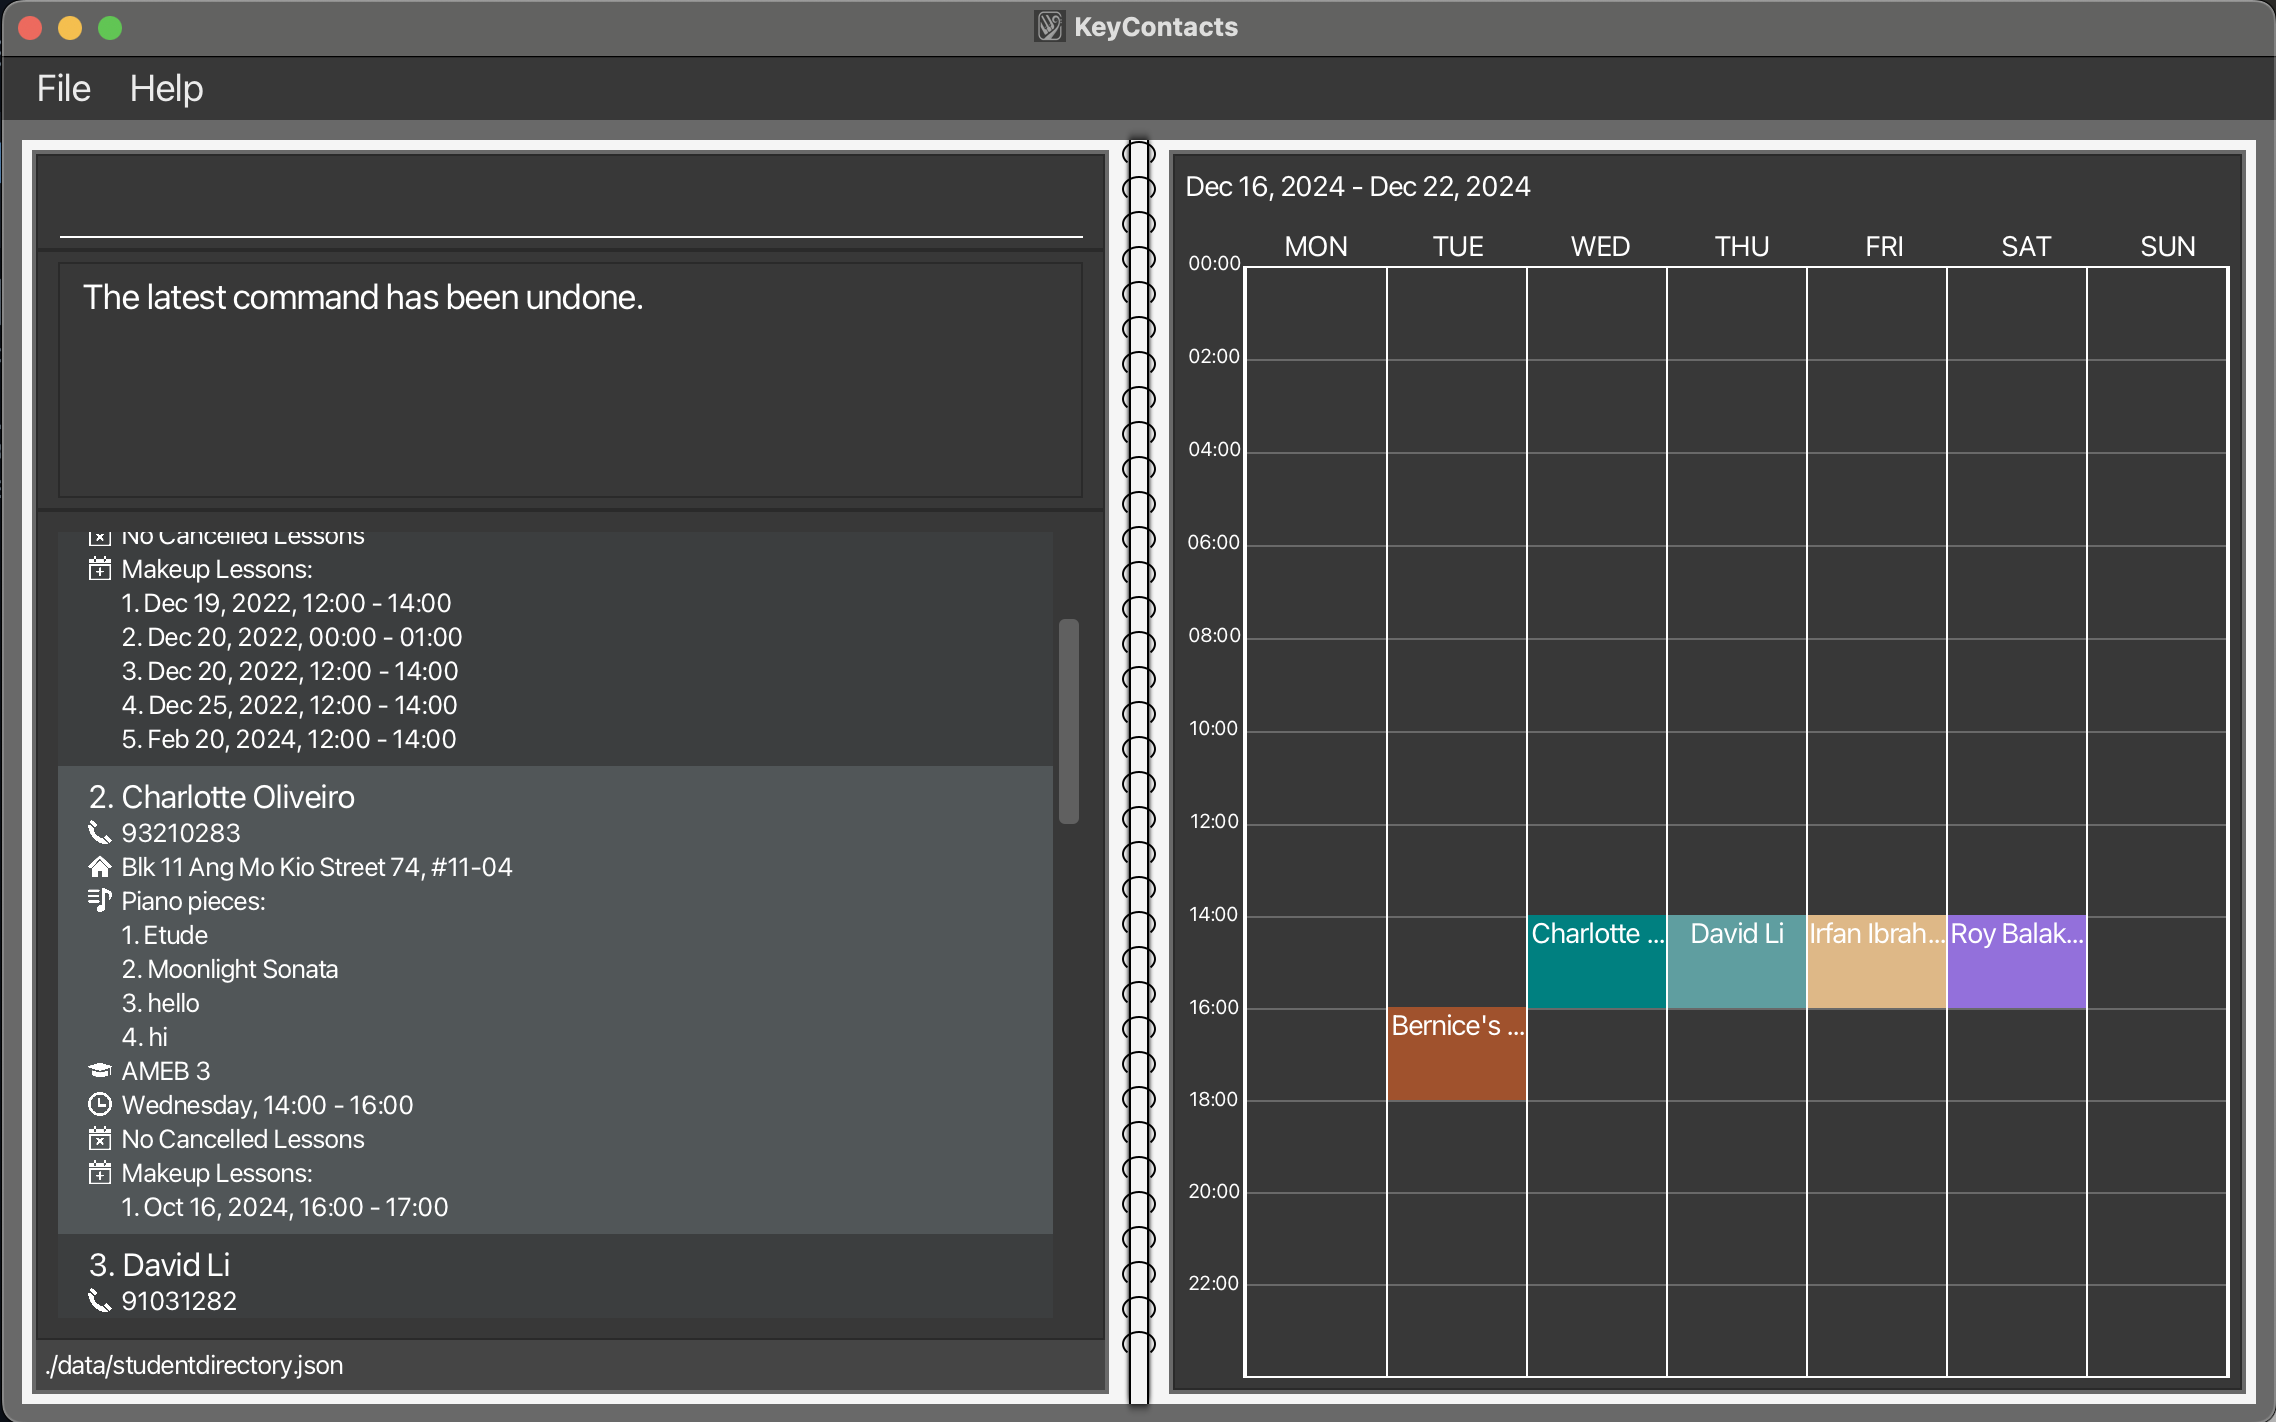 KeyContacts
File Help
The latest command has been undone.
No Cancelled Lessons
Makeup Lessons:
1. Dec 19, 2022, 12:00 - 14:00
2. Dec 20, 2022, 00:00 - 01:00
3. Dec 20, 2022, 12:00 - 14:00
4. Dec 25, 2022, 12:00 - 14:00
5. Feb 20, 2024, 12:00 - 14:00
2. Charlotte Oliveiro
93210283
Blk 11 Ang Mo Kio Street 74, #11-04
Piano pieces:
1. Etude
2. Moonlight Sonata
3. hello
4. hi
AMEB 3
Wednesday, 14:00 - 16:00
No Cancelled Lessons
Makeup Lessons:
1. Oct 16, 2024, 16:00 - 17:00
3. David Li
91031282
./data/studentdirectory.json
Dec 16, 2024 - Dec 22, 2024
MON TUE WED THU FRI SAT SUN
00:00
02:00
04:00
06:00
08:00
10:00
12:00
14:00
Charlotte ... David Li Irfan Ibrah... Roy Balak...
16:00
Bernice's ...
18:00
20:00
22:00